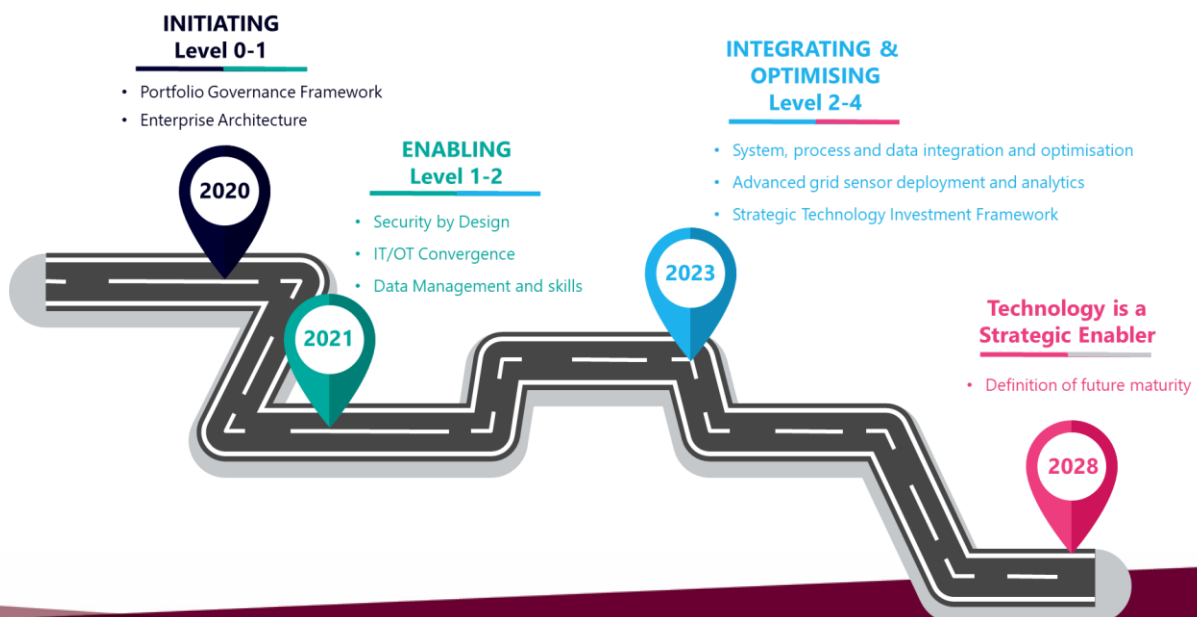 INITIATING
Level 0-1
• Portfolio Governance Framework
• Enterprise Architecture
2020
ENABLING
Level 1-2
• Security by Design
• IT/OT Convergence
• Data Management and skills
2021
INTEGRATING &
OPTIMISING
Level 2-4
• System, process and data integration and optimisation
• Advanced grid sensor deployment and analytics
• Strategic Technology Investment Framework
2023
Technology is a
Strategic Enabler
• Definition of future maturity
2028